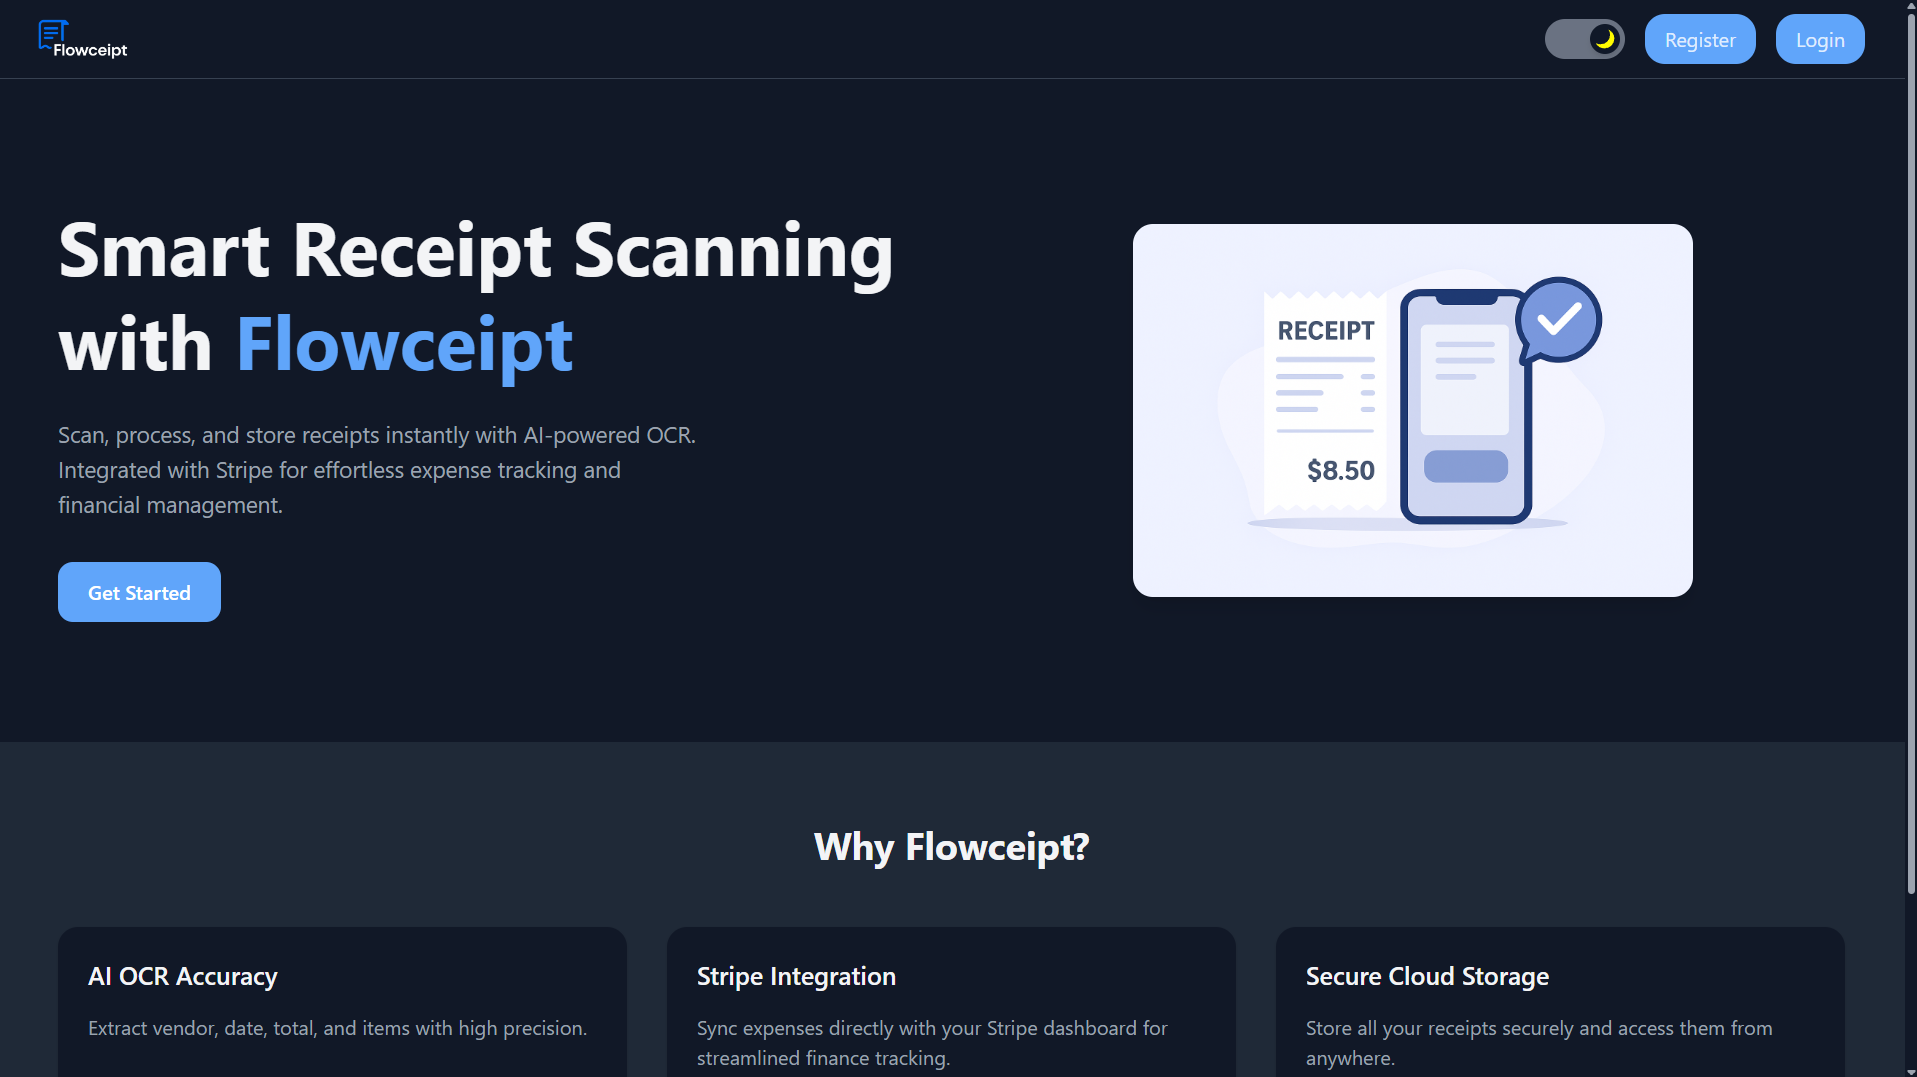 Flowceipt
Register
Login
Smart Receipt Scanning
with Flowceipt
Scan, process, and store receipts instantly with AI-powered OCR.
Integrated with Stripe for effortless expense tracking and
financial management.
Get Started
RECEIPT
$8.50
Why Flowceipt?
AI OCR Accuracy
Extract vendor, date, total, and items with high precision.
Stripe Integration
Sync expenses directly with your Stripe dashboard for
streamlined finance tracking.
Secure Cloud Storage
Store all your receipts securely and access them from
anywhere.